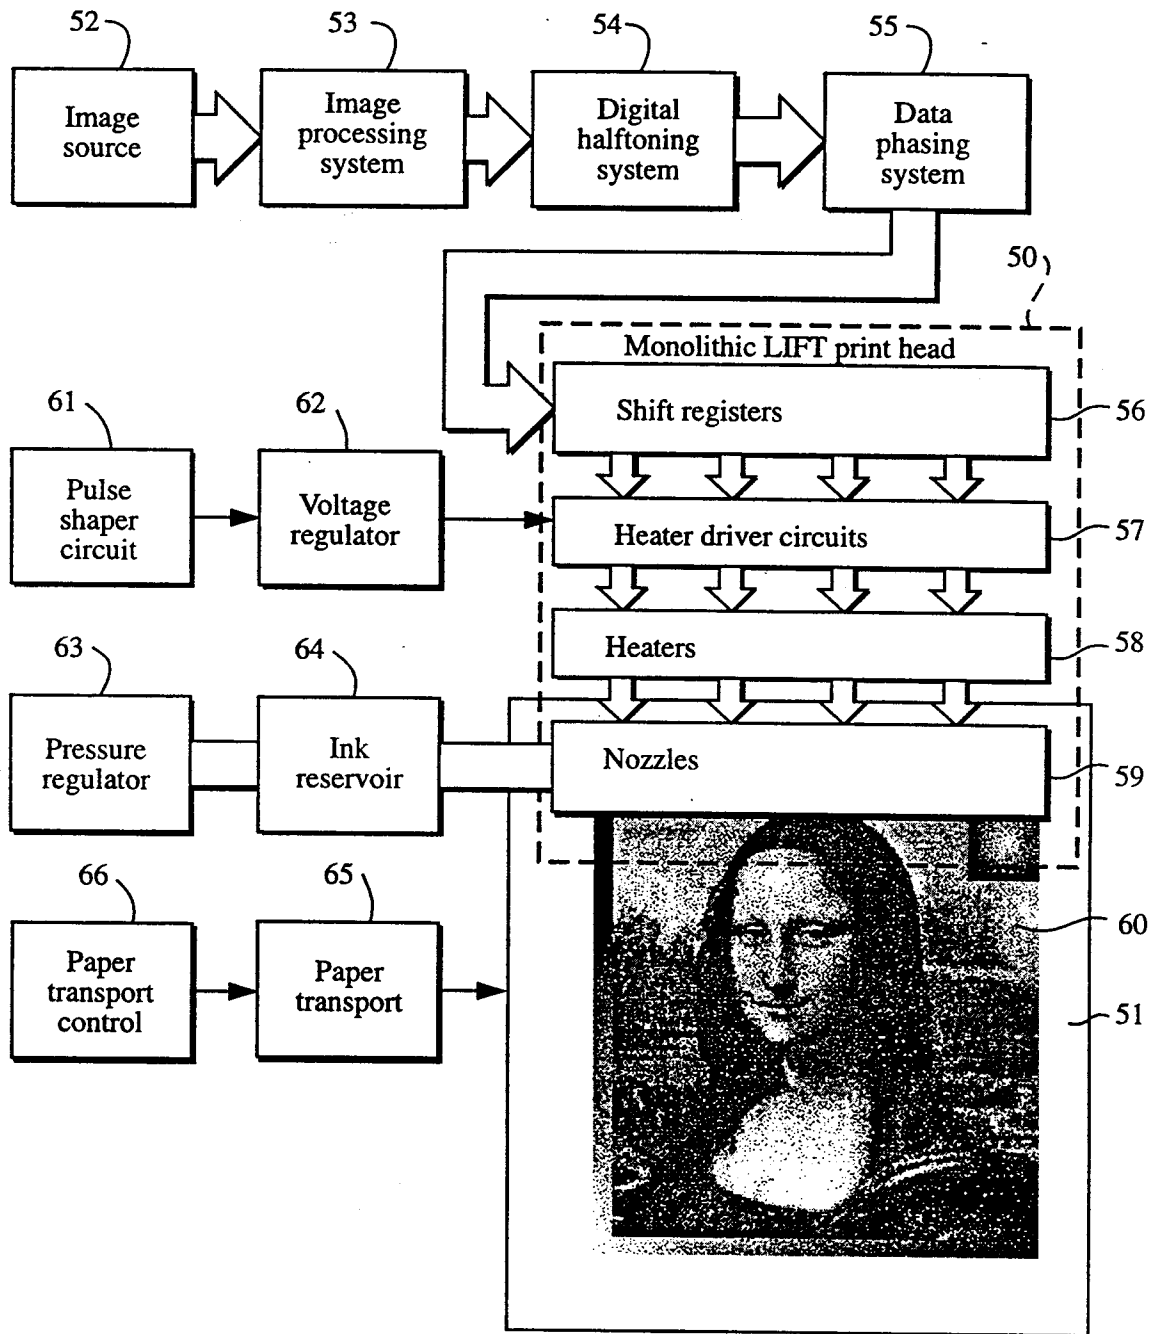 52
53
54
55
Image
source
Image
processing
system
Digital
halftoning
system
Data
phasing
system
50
Monolithic LIFT print head
Shift registers
56
61
62
Pulse
shaper
circuit
Voltage
regulator
Heater driver circuits
57
Heaters
58
63
64
Pressure
regulator
Ink
reservoir
Nozzles
59
66
65
Paper
transport
control
Paper
transport
60
51